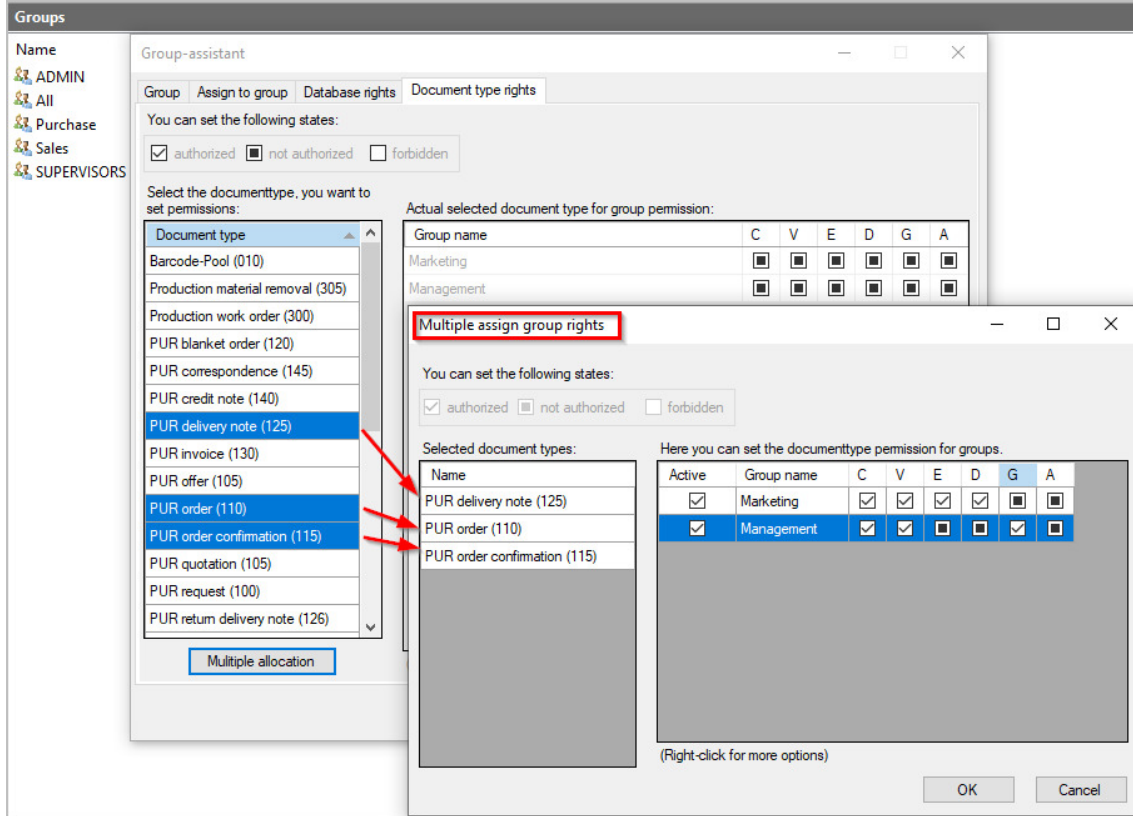 Groups
Name
ADMIN
All
Purchase
Sales
SUPERVISORS
Group-assistant
Group Assign to group Database rights Document type rights
You can set the following states:
authorized not authorized forbidden
Select the documenttype, you want to
set permissions:
Document type
Barcode-Pool (010)
Production material removal (305)
Production work order (300)
PUR blanket order (120)
PUR correspondence (145)
PUR credit note (140)
PUR delivery note (125)
PUR invoice (130)
PUR offer (105)
PUR order (110)
PUR order confirmation (115)
PUR quotation (105)
PUR request (100)
PUR return delivery note (126)
Multiple allocation
Actual selected document type for group permission:
Group name C V E D G A
Marketing
Management
Multiple assign group rights
You can set the following states:
authorized not authorized forbidden
Selected document types:
Name
PUR delivery note (125)
PUR order (110)
PUR order confirmation (115)
Here you can set the documenttype permission for groups.
Active Group name C V E D G A
Marketing
Management
(Right-click for more options)
OK Cancel